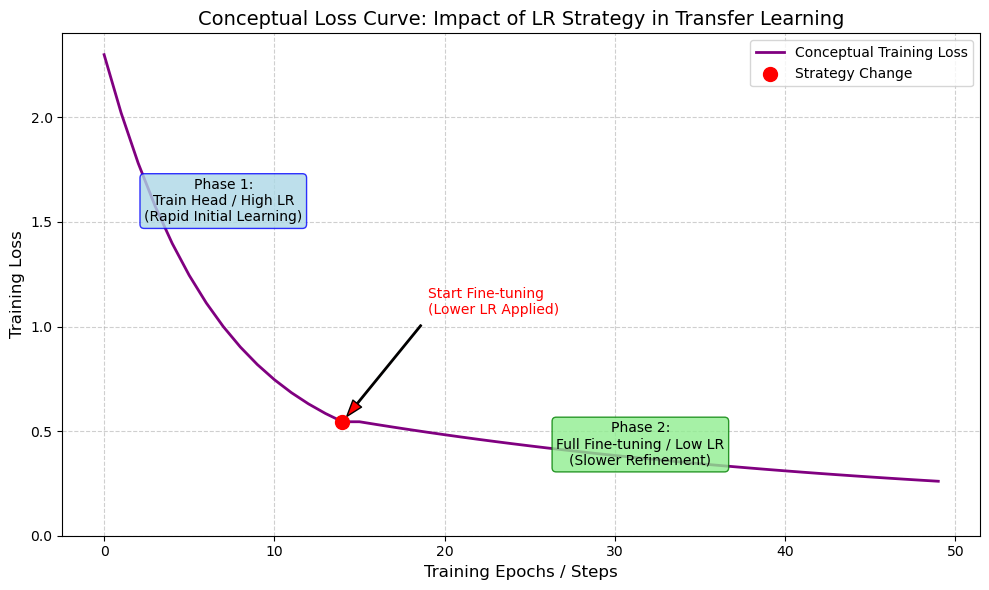 Conceptual Loss Curve: Impact of LR Strategy in Transfer Learning
Conceptual Training Loss
Strategy Change
Phase 1:
Train Head / High LR
(Rapid Initial Learning)
Start Fine-tuning
(Lower LR Applied)
Phase 2:
Full Fine-tuning / Low LR
(Slower Refinement)
Training Loss
2.0
1.5
1.0
0.5
0.0
0 10 20 30 40 50
Training Epochs / Steps